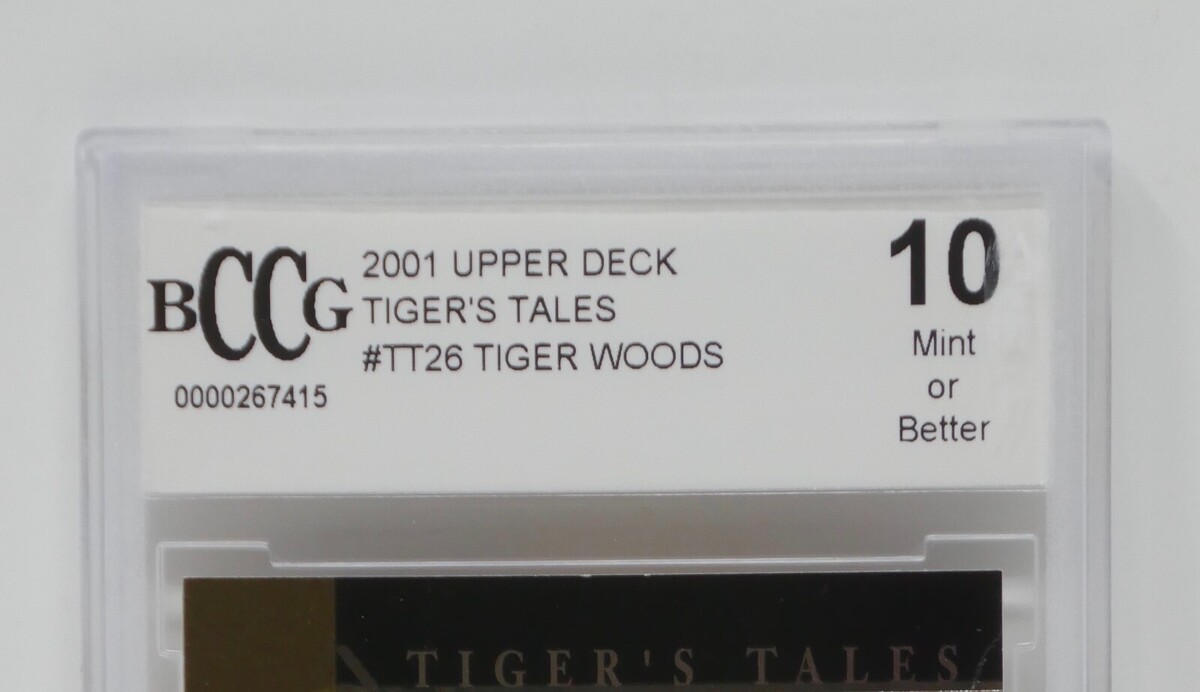 BCCG
2001 UPPER DECK
TIGER'S TALES
#TT26 TIGER WOODS
0000267415
10
Mint
or
Better
TIGER'S TALES